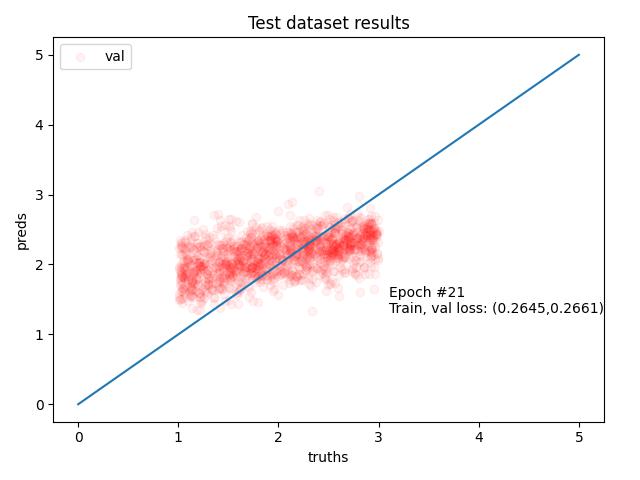 Test dataset results
val
5
4
3
2
1
0
preds
Epoch #21
Train, val loss: (0.2645,0.2661)
0 1 2 3 4 5
truths